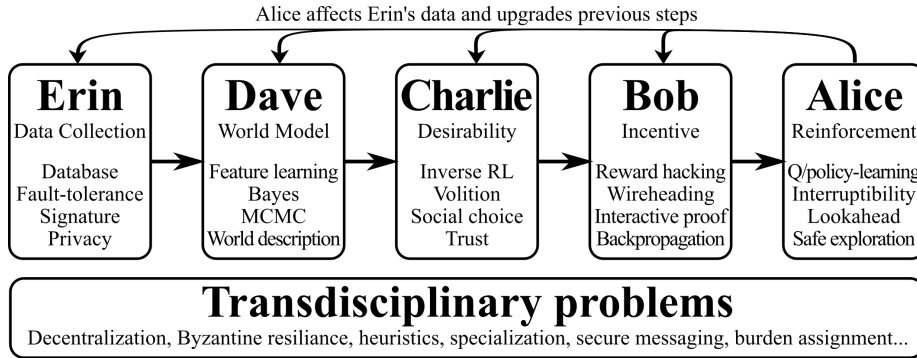 Alice affects Erin's data and upgrades previous steps
Erin
Data Collection
Database
Fault-tolerance
Signature
Privacy
Dave
World Model
Feature learning
Bayes
MCMC
World description
Charlie
Desirability
Inverse RL
Volition
Social choice
Trust
Bob
Incentive
Reward hacking
Wireheading
Interactive proof
Backpropagation
Alice
Reinforcement
Q/policy-learning
Interruptibility
Lookahead
Safe exploration
Transdisciplinary problems
Decentralization, Byzantine resiliance, heuristics, specialization, secure messaging, burden assignment...